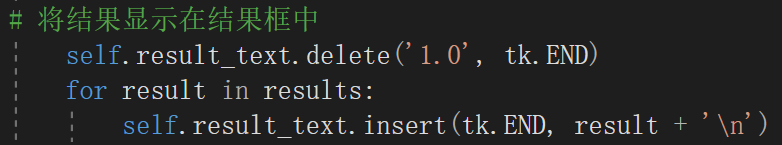 # 将结果显示在结果框中
self.result_text.delete('1.0', tk.END)
for result in results:
self.result_text.insert(tk.END, result + '\n')